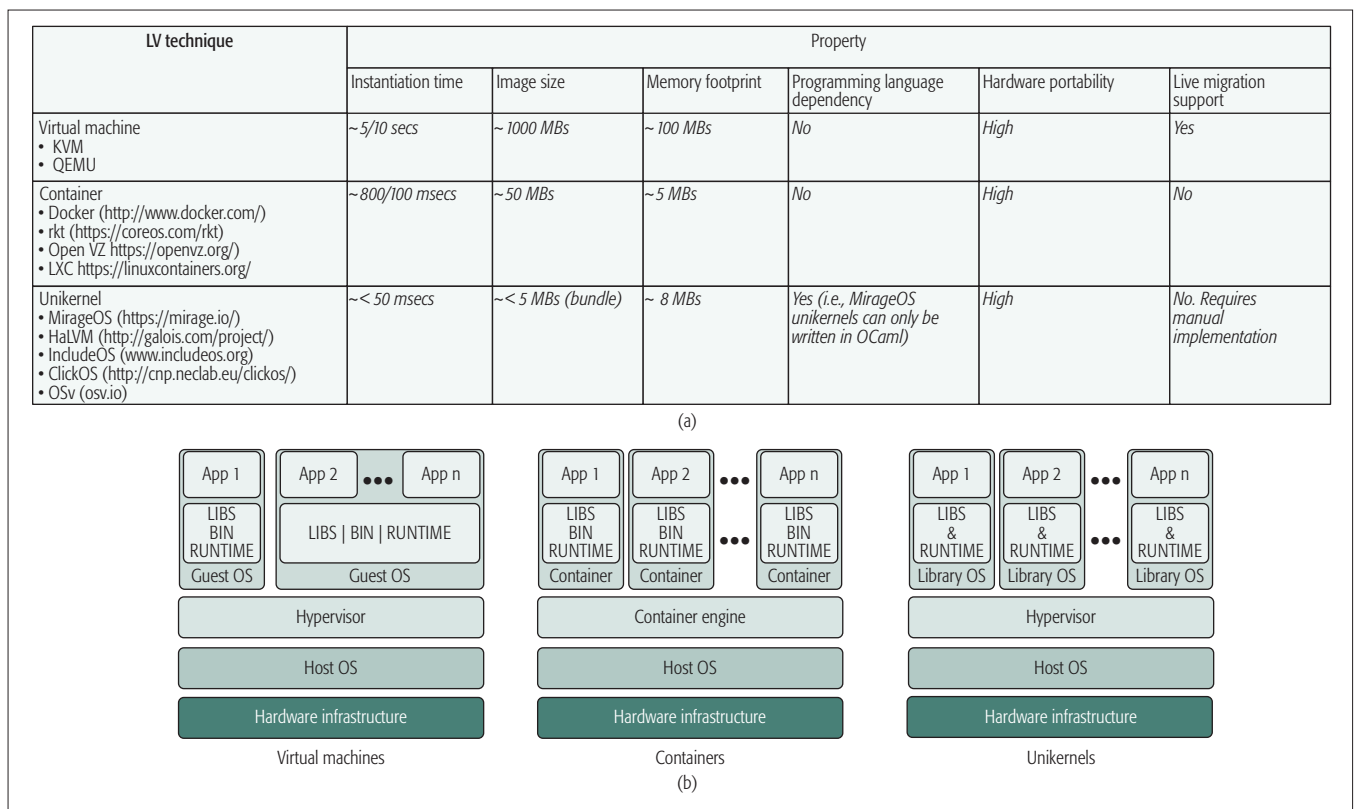 LV technique
Property
Instantiation time
Image size
Memory footprint
Programming language
dependency
Hardware portability
Live migration
support
Virtual machine
• KVM
• QEMU
~ 5/10 secs
~ 1000 MBs
~ 100 MBs
No
High
Yes
Container
• Docker (http://www.docker.com/)
• rkt (https://coreos.com/rkt)
• Open VZ https://openvz.org/)
• LXC https://linuxcontainers.org/
~ 800/100 msecs
~ 50 MBs
~ 5 MBs
No
High
No
Unikernel
• MirageOS (https://mirage.io/)
• HaLVM (http://galois.com/project/)
• IncludeOS (www.includeos.org)
• ClickOS (http://cnp.neclab.eu/clickos/)
• OSv (osv.io)
~< 50 msecs
~< 5 MBs (bundle)
~ 8 MBs
Yes (i.e., MirageOS
unikernels can only be
written in OCaml)
High
No. Requires
manual
implementation
(a)
App 1
App 2
App n
LIBS
BIN
RUNTIME
LIBS | BIN | RUNTIME
Guest OS
Guest OS
Hypervisor
Host OS
Hardware infrastructure
Virtual machines
App 1
App 2
App n
LIBS
BIN
RUNTIME
LIBS
BIN
RUNTIME
LIBS
BIN
RUNTIME
Container
Container
Container
Container engine
Host OS
Hardware infrastructure
Containers
App 1
App 2
App n
LIBS
&
RUNTIME
LIBS
&
RUNTIME
LIBS
&
RUNTIME
Library OS
Library OS
Library OS
Hypervisor
Host OS
Hardware infrastructure
Unikernels
(b)